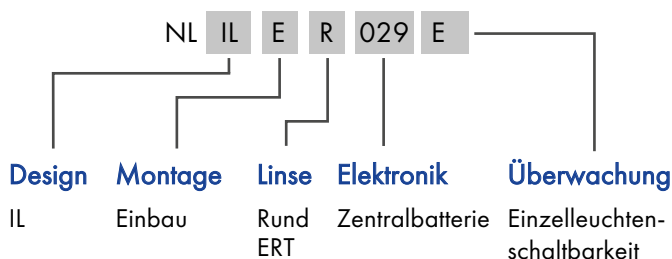 NL IL E R 029 E
Design Montage Linse Elektronik Überwachung
IL Einbau Rund Zentralbatterie Einzelleuchten-
ERT schaltbarkeit